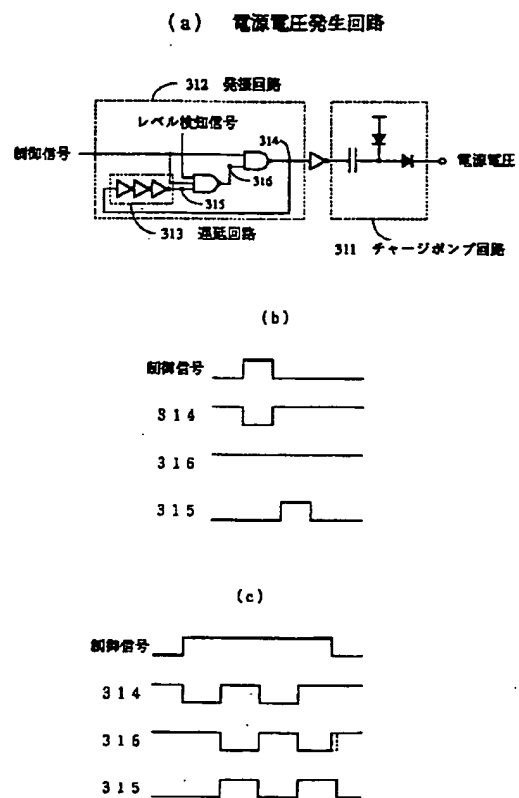 (a) 電源電圧発生回路
312 発振回路
レベル検知信号
314
制御信号
電源電圧
316
315
313 遅延回路
311 チャージポンプ回路
(b)
制御信号
314
316
315
(c)
制御信号
314
316
315